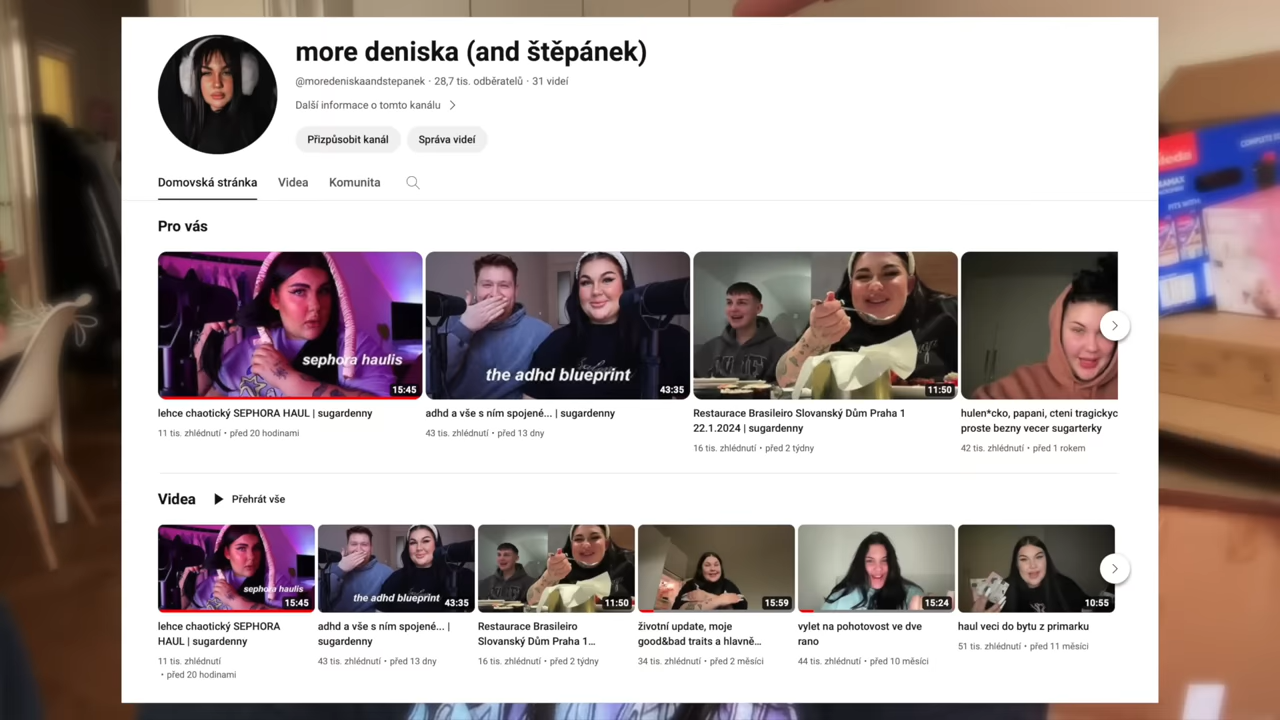 more deniska (and štěpánek)
@moredeniskaandstepanek · 28,7 tis. odběratelů · 31 videí
Další informace o tomto kanálu
Přizpůsobit kanál
Správa videí
Domovská stránka
Videa
Komunita
Pro vás
sephora haulis
15:45
the adhd blueprint
43:35
11:50
lehce chaotický SEPHORA HAUL | sugardenny
11 tis. zhlédnutí • před 20 hodinami
adhd a vše s ním spojené... | sugardenny
43 tis. zhlédnutí • před 13 dny
Restaurace Brasileiro Slovanský Dům Praha 1
22.1.2024 | sugardenny
16 tis. zhlédnutí • před 2 týdny
hulen*cko, papani, cteni tragickyc
proste bezny vecer sugarterky
42 tis. zhlédnutí • před 1 rokem
Videa
Přehrát vše
sephora haulis
15:45
the adhd blueprint
43:35
11:50
15:59
15:24
10:55
lehce chaotický SEPHORA
HAUL | sugardenny
11 tis. zhlédnutí
• před 20 hodinami
adhd a vše s ním spojené... |
sugardenny
43 tis. zhlédnutí • před 13 dny
Restaurace Brasileiro
Slovanský Dům Praha 1...
16 tis. zhlédnutí • před 2 týdny
životní update, moje
good&bad traits a hlavně...
34 tis. zhlédnutí • před 2 měsíci
vylet na pohotovost ve dve
rano
44 tis. zhlédnutí • před 10 měsíci
haul veci do bytu z primarku
51 tis. zhlédnutí • před 11 měsíci